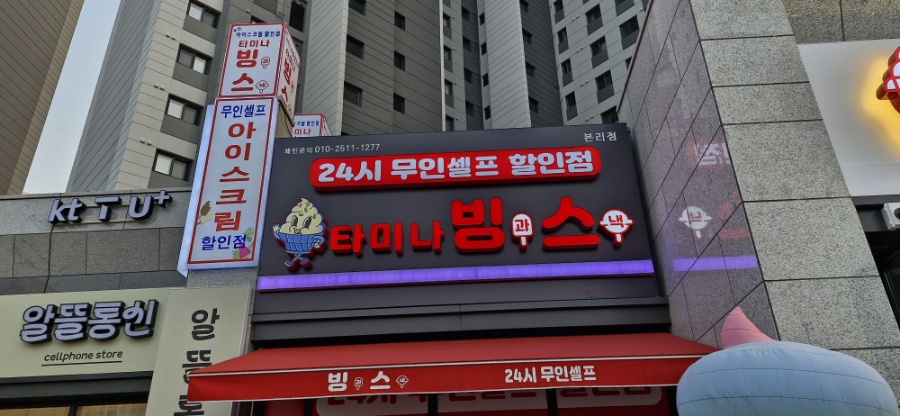 아이스크림 할인점
타미나
빙과
스
무인셀프
아이스크림
할인점
체인문의 010-2511-1277
본리점
24시 무인셀프 할인점
타미나 빙과 스낵
kt T U+
알뜰통신
cellphone store
알뜰
빙과 스낵
24시 무인셀프